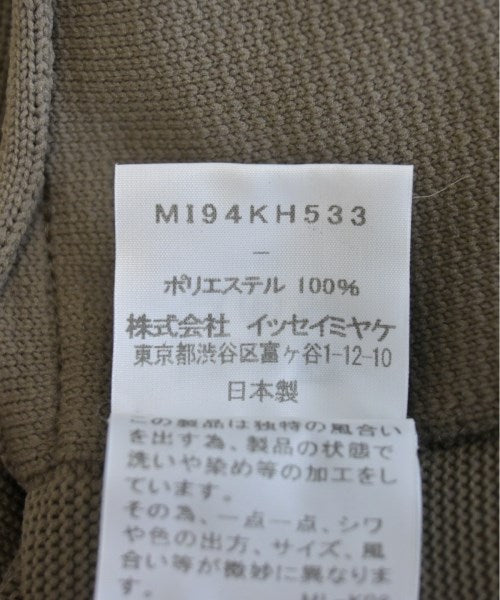 MI94KH533
—
ポリエステル 100%
株式会社 イッセイミヤケ
東京都渋谷区富ヶ谷1-12-10
日本製
この製品は独特の風合い
を出す為、製品の状態で
洗いや染め等の加工をし
ています。
その為、一点一点、シワ
や色の出方、サイズ、風
合い等が微妙に異なりま
す。